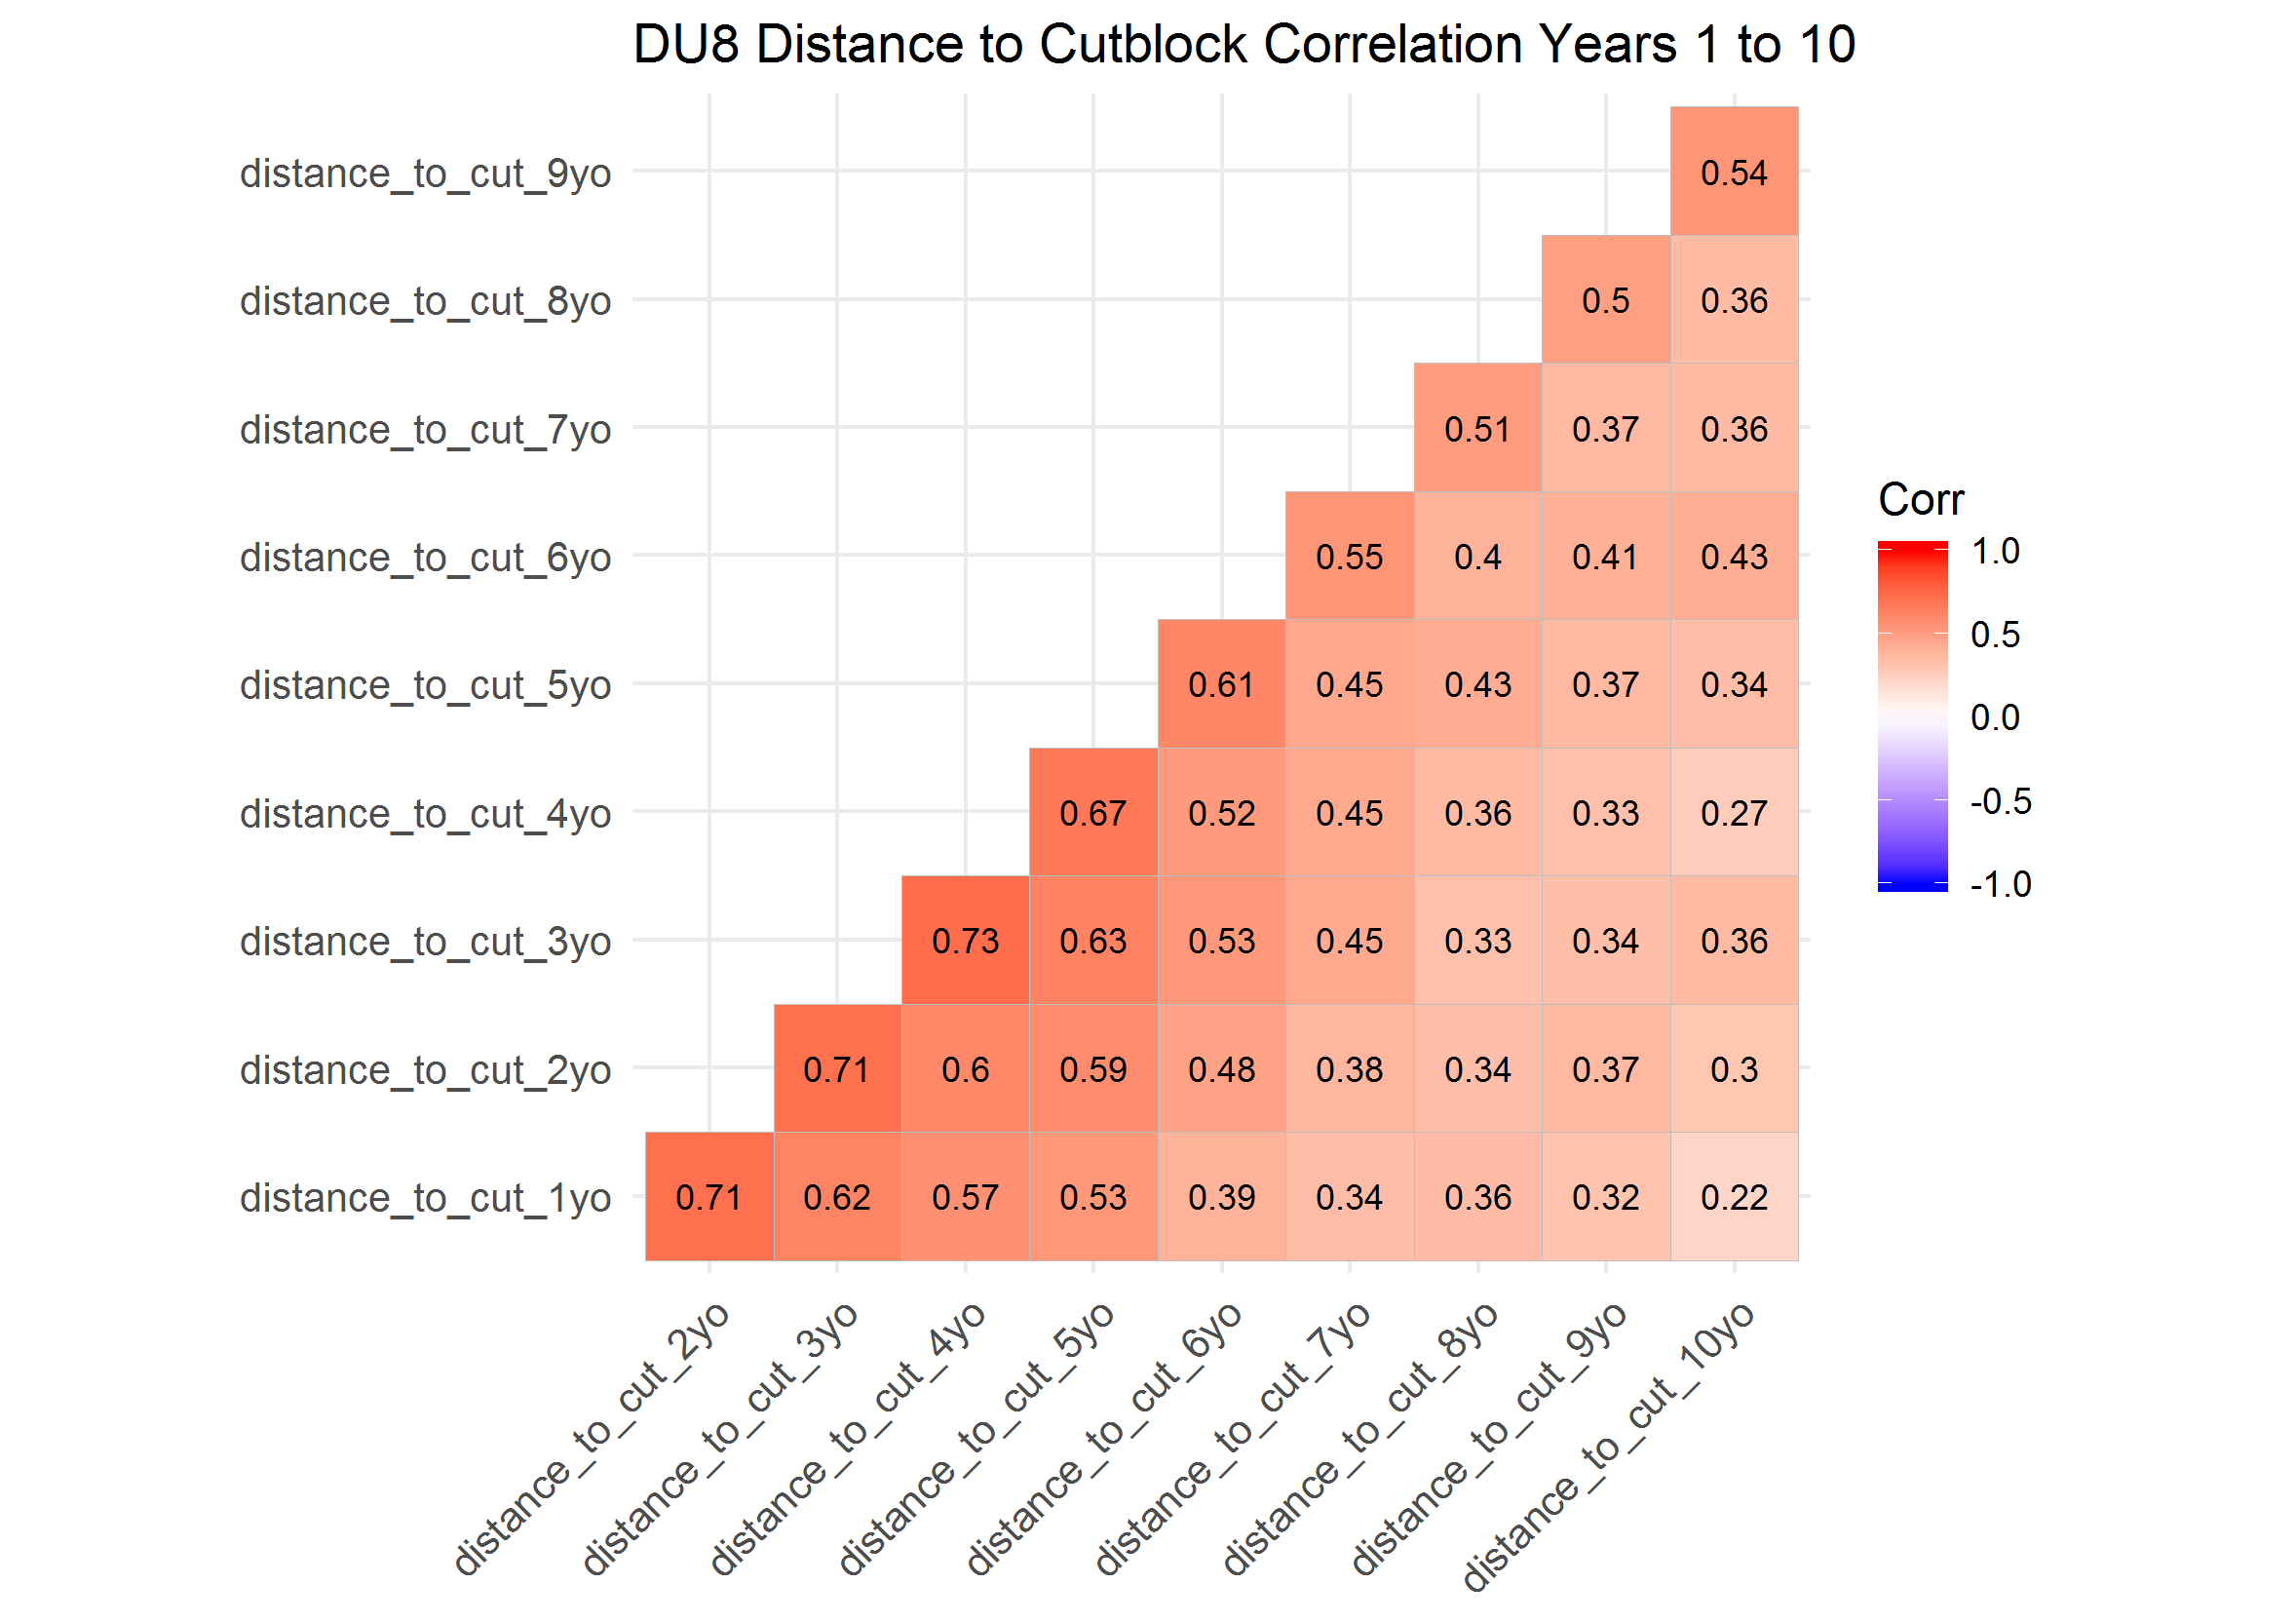 DU8 Distance to Cutblock Correlation Years 1 to 10
distance_to_cut_9yo 0.54
distance_to_cut_8yo 0.5 0.36
distance_to_cut_7yo 0.51 0.37 0.36
distance_to_cut_6yo 0.55 0.4 0.41 0.43
distance_to_cut_5yo 0.61 0.45 0.43 0.37 0.34
distance_to_cut_4yo 0.67 0.52 0.45 0.36 0.33 0.27
distance_to_cut_3yo 0.73 0.63 0.53 0.45 0.33 0.34 0.36
distance_to_cut_2yo 0.71 0.6 0.59 0.48 0.38 0.34 0.37 0.3
distance_to_cut_1yo 0.71 0.62 0.57 0.53 0.39 0.34 0.36 0.32 0.22
distance_to_cut_2yo
distance_to_cut_3yo
distance_to_cut_4yo
distance_to_cut_5yo
distance_to_cut_6yo
distance_to_cut_7yo
distance_to_cut_8yo
distance_to_cut_9yo
distance_to_cut_10yo
Corr
1.0
0.5
0.0
-0.5
-1.0